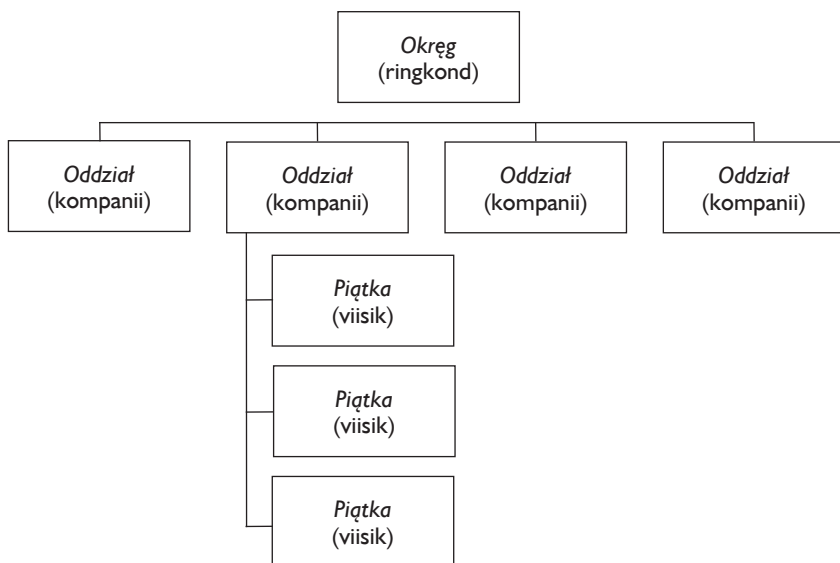 Okręg
(ringkond)
Oddział
(kompanii)
Oddział
(kompanii)
Oddział
(kompanii)
Oddział
(kompanii)
Piątka
(viisik)
Piątka
(viisik)
Piątka
(viisik)